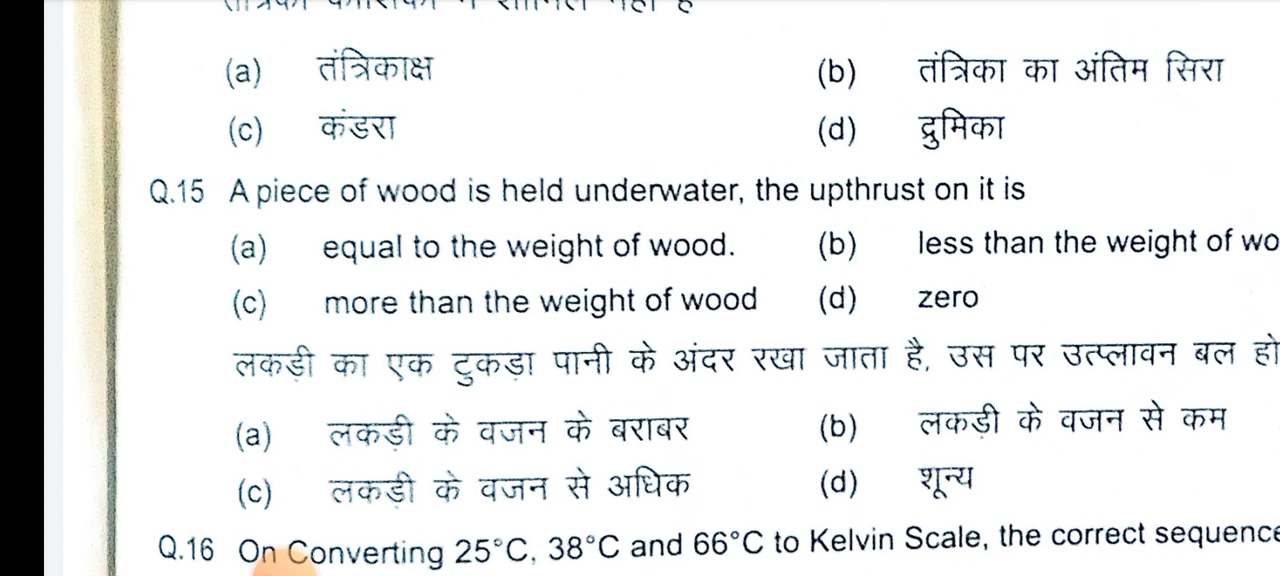 (a) तंत्रिकाक्ष (b) तंत्रिका का अंतिम सिरा
(c) कंडरा (d) द्रुमिका
Q.15 A piece of wood is held underwater, the upthrust on it is
(a) equal to the weight of wood. (b) less than the weight of wo
(c) more than the weight of wood (d) zero
लकड़ी का एक टुकड़ा पानी के अंदर रखा जाता है, उस पर उत्प्लावन बल हो
(a) लकड़ी के वजन के बराबर (b) लकड़ी के वजन से कम
(c) लकड़ी के वजन से अधिक (d) शून्य
Q.16 On Converting 25°C, 38°C and 66°C to Kelvin Scale, the correct sequence